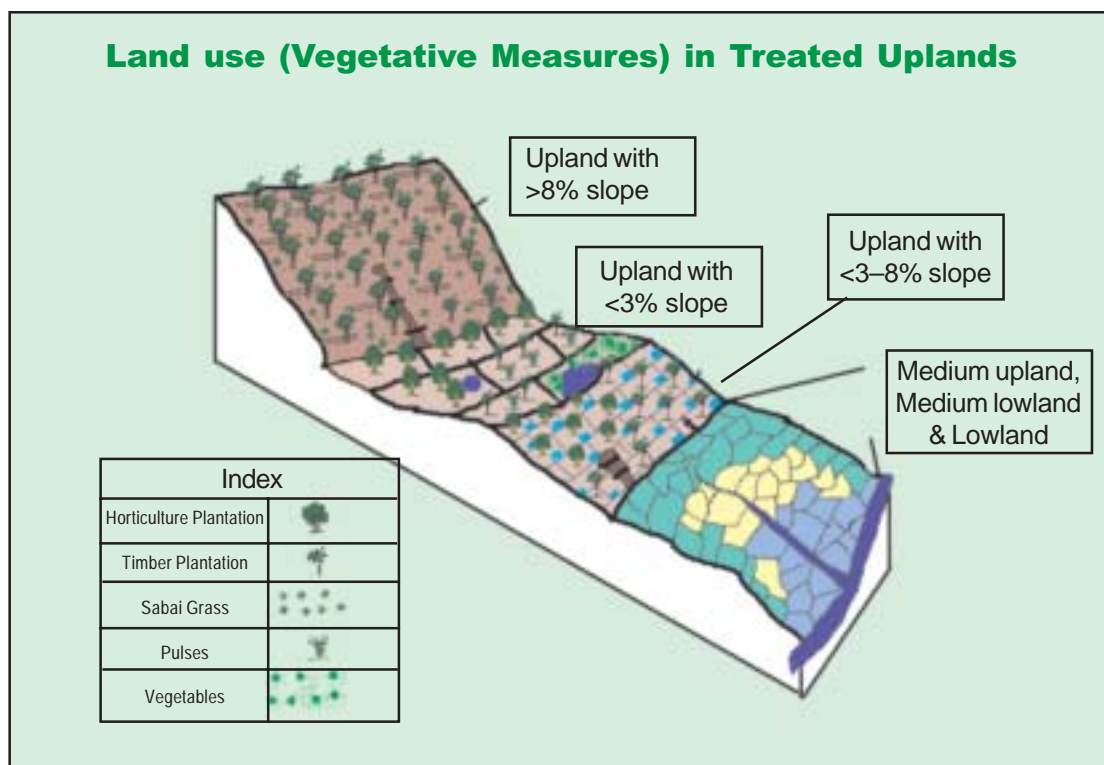 Land use (Vegetative Measures) in Treated Uplands
Upland with
>8% slope
Upland with
<3% slope
Upland with
<3–8% slope
Medium upland,
Medium lowland
& Lowland
Index
Horticulture Plantation
Timber Plantation
Sabai Grass
Pulses
Vegetables